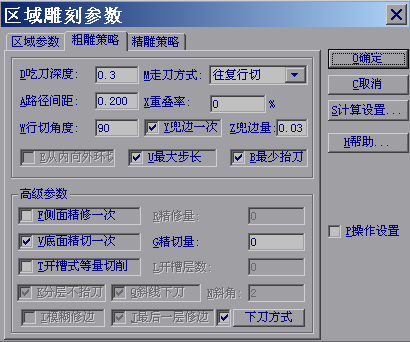 区域雕刻参数
区域参数 粗雕策略 精雕策略
D吃刀深度: 0.3 M走刀方式: 往复行切
A路径间距: 0.200 X重叠率: 0 %
W行切角度: 90 Y兜边一次 Z兜边量: 0.03
E从内向外环切 U最大步长 B最少抬刀
高级参数
F侧面精修一次 R精修量: 0
V底面精切一次 G精切量: 0
T开槽式等量切削 L开槽层数: 0
K分层不抬刀 Q斜线下刀 N斜角: 2
I模糊修边 J最后一层修边 下刀方式
O确定
C取消
S计算设置...
H帮助...
P操作设置